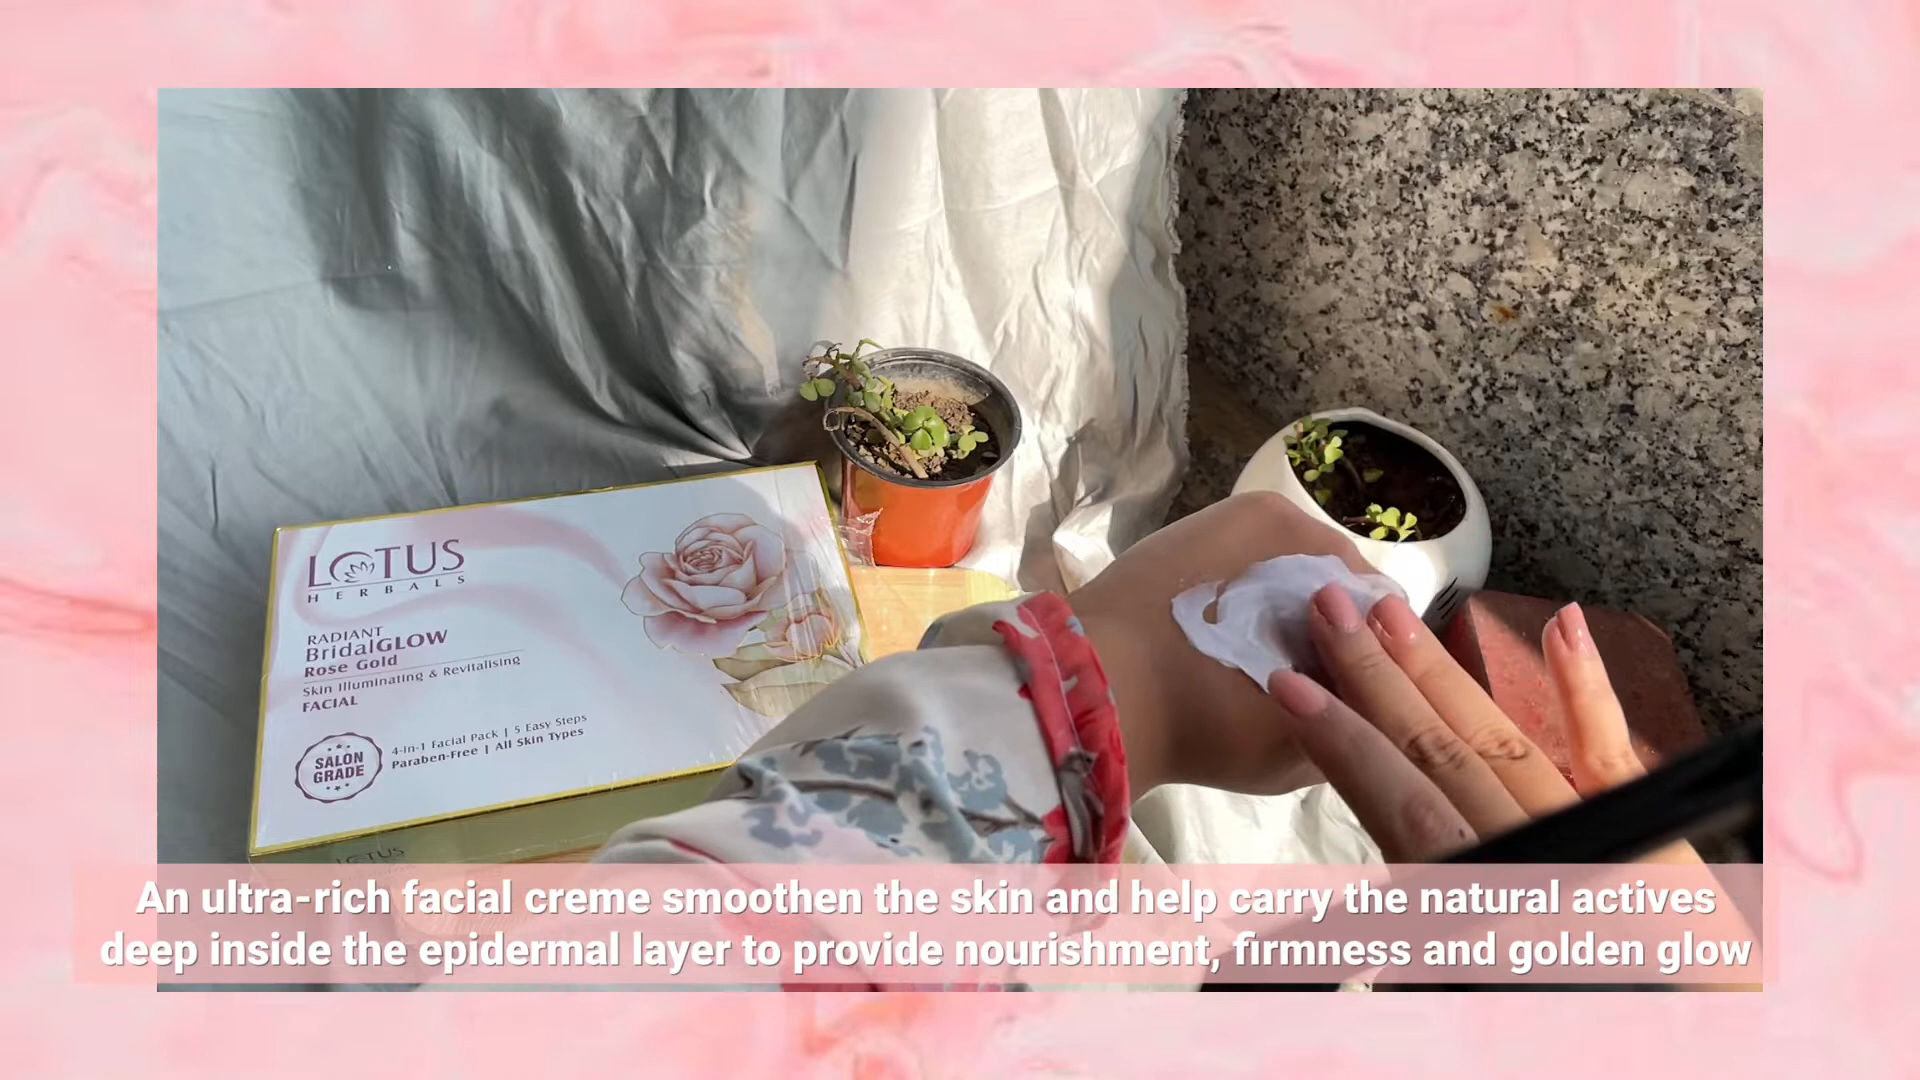 LOTUS
HERBALS
RADIANT
BridalGLOW
Rose Gold
Skin Illuminating & Revitalising
FACIAL
SALON
GRADE
4-in-1 Facial Pack | 5 Easy Steps
Paraben-Free | All Skin Types
LOTUS
An ultra-rich facial creme smoothen the skin and help carry the natural actives
deep inside the epidermal layer to provide nourishment, firmness and golden glow